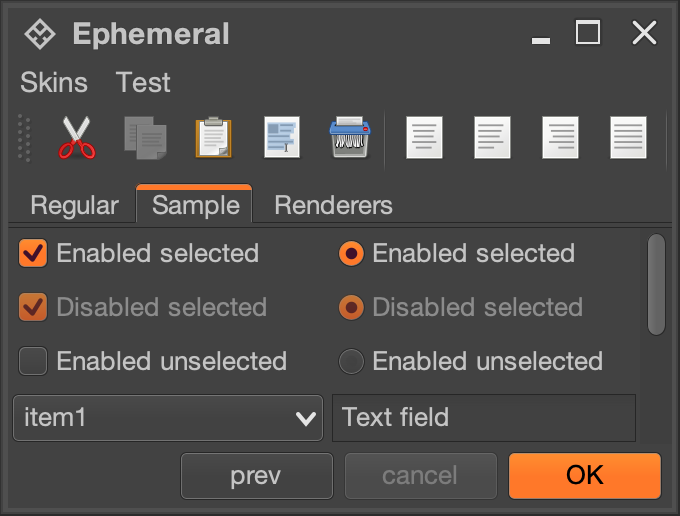 Ephemeral
Skins Test
Regular Sample Renderers
Enabled selected Enabled selected
Disabled selected Disabled selected
Enabled unselected Enabled unselected
item1 Text field
prev cancel OK